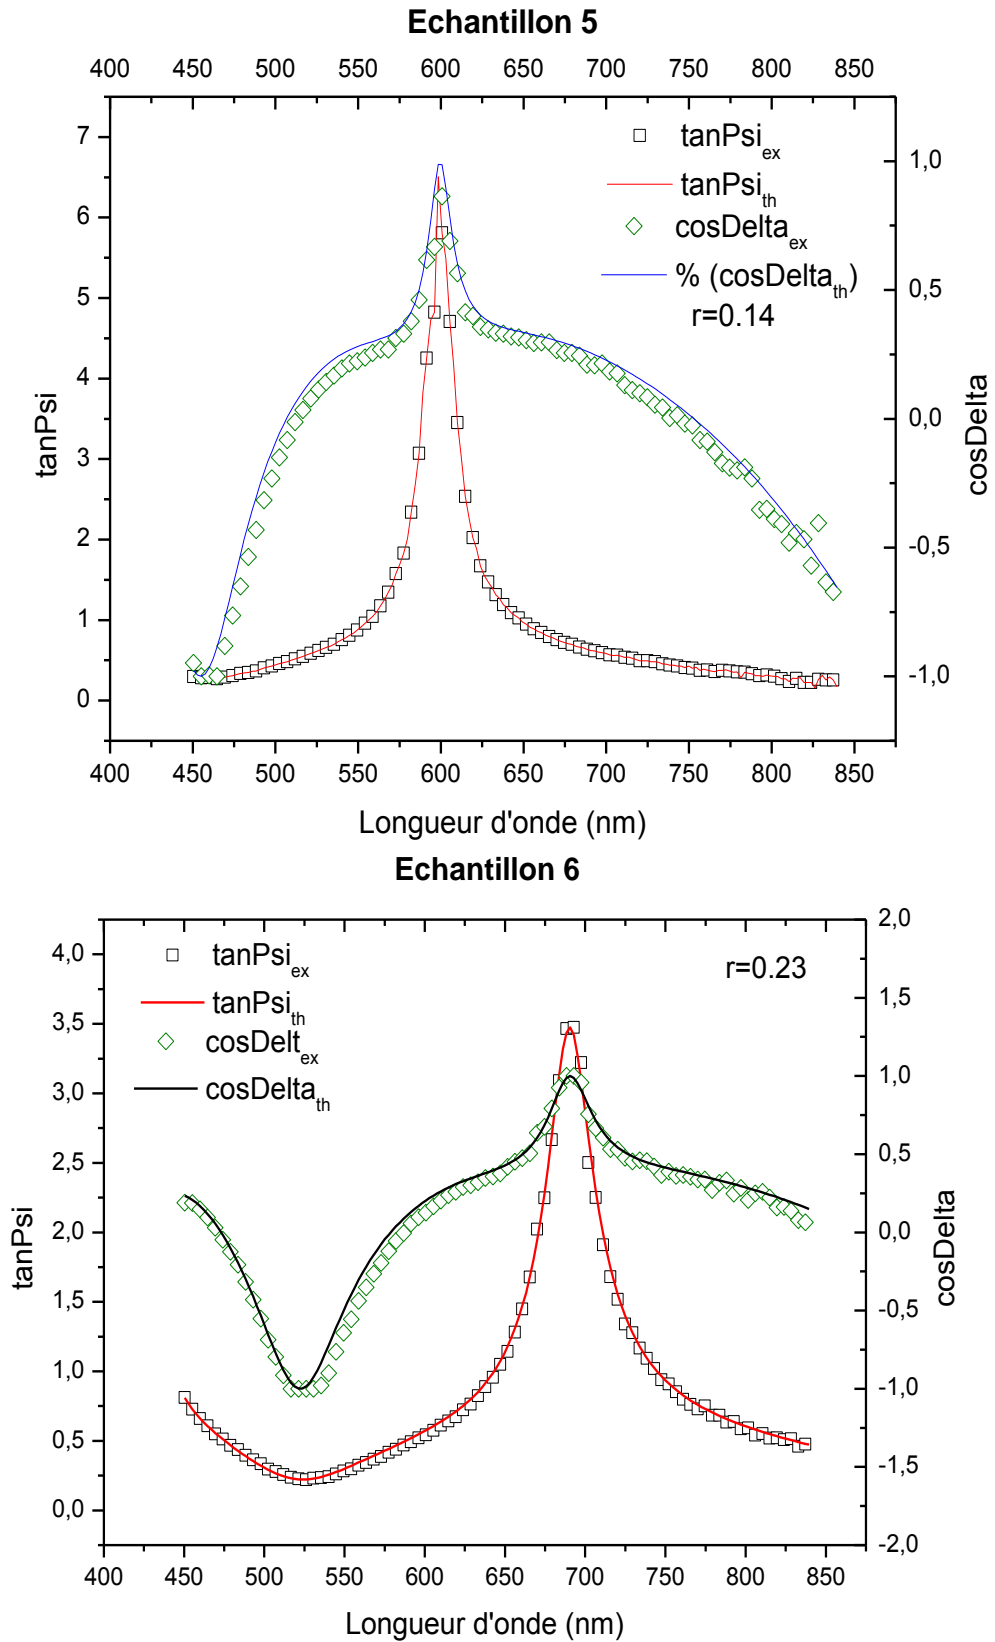 Echantillon 5
400 450 500 550 600 650 700 750 800 850
7
6
5
4
3
2
1
0
tanPsi
1,0
0,5
0,0
-0,5
-1,0
cosDelta
tanPsi_ex
tanPsi_th
cosDelta_ex
% (cosDelta_th)
r=0.14
400 450 500 550 600 650 700 750 800 850
Longueur d'onde (nm)
Echantillon 6
4,0
3,5
3,0
2,5
2,0
1,5
1,0
0,5
0,0
tanPsi
2,0
1,5
1,0
0,5
0,0
-0,5
-1,0
-1,5
-2,0
cosDelta
tanPsi_ex
tanPsi_th
cosDelt_ex
cosDelta_th
r=0.23
400 450 500 550 600 650 700 750 800 850
Longueur d'onde (nm)